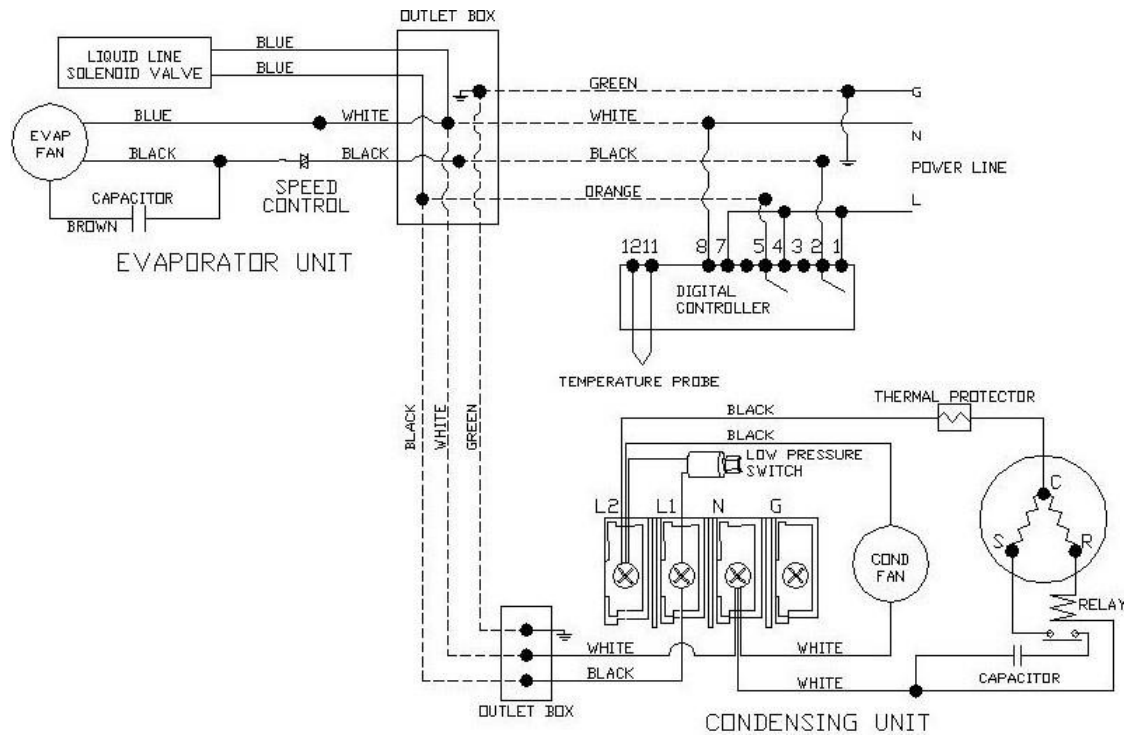 OUTLET BOX
LIQUID LINE
SOLENOID VALVE
BLUE
BLUE
GREEN
G
EVAP
FAN
BLUE
WHITE
WHITE
N
BLACK
BLACK
BLACK
POWER LINE
SPEED
CONTROL
CAPACITOR
BROWN
ORANGE
L
EVAPORATOR UNIT
12 11 8 7 5 4 3 2 1
DIGITAL
CONTROLLER
TEMPERATURE PROBE
BLACK
WHITE
GREEN
THERMAL PROTECTOR
BLACK
BLACK
LOW PRESSURE
SWITCH
L2 L1 N G
C
S
R
COND
FAN
RELAY
WHITE
WHITE
BLACK
WHITE
CAPACITOR
OUTLET BOX
CONDENSING UNIT